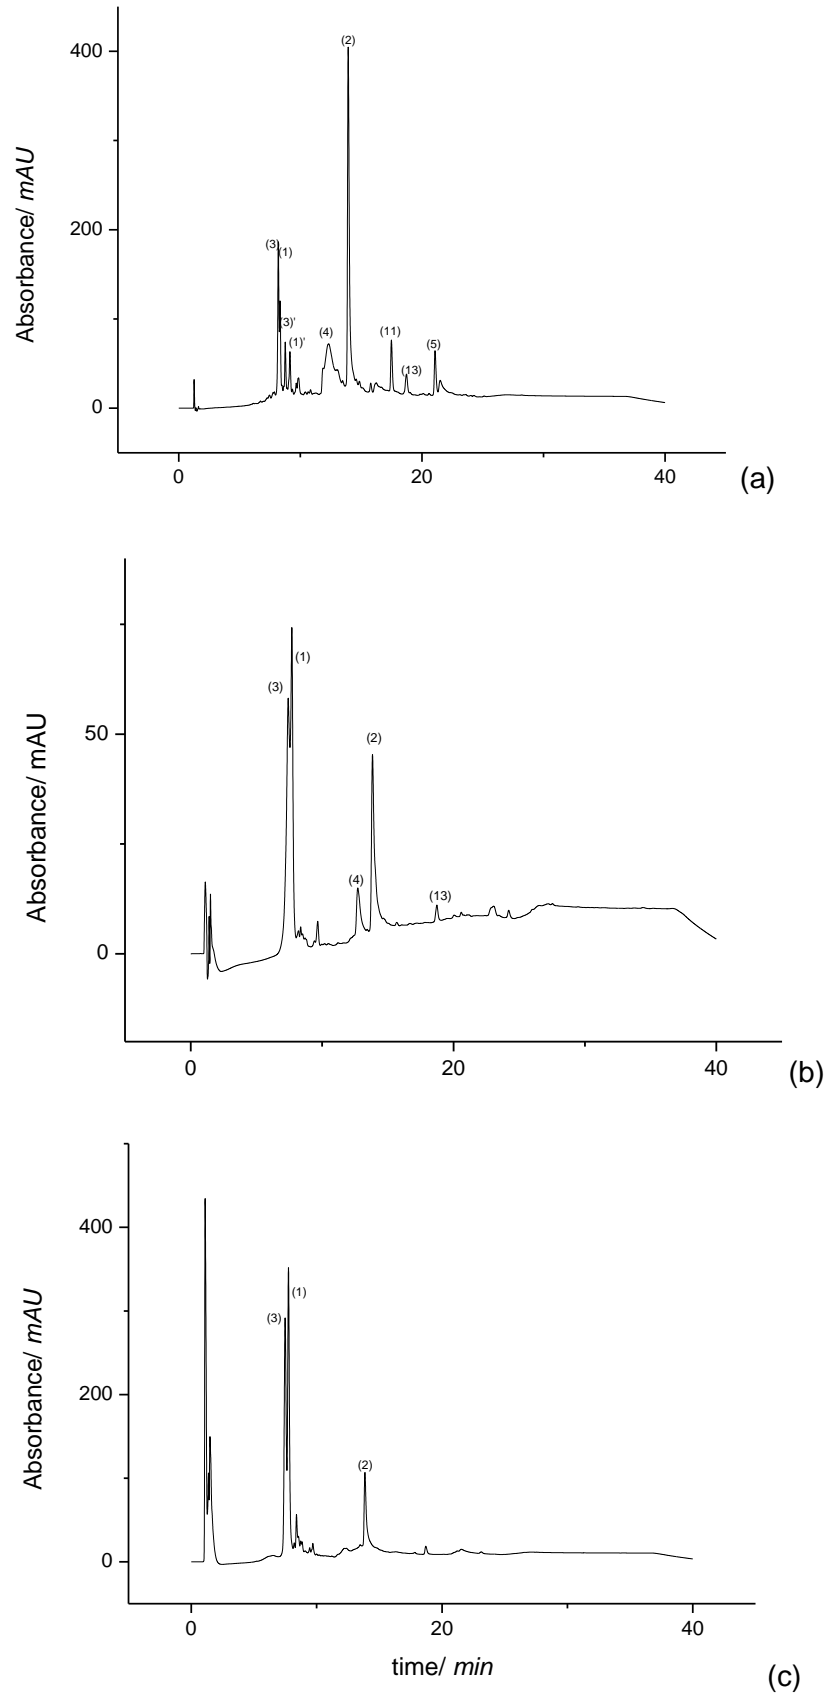 (2)
400
Absorbance/ mAU
(3)
(1)
200
(3)'
(1)'
(4)
(11)
(13)
(5)
0
0 20 40
(a)
(1)
(3)
50
(2)
Absorbance/ mAU
(4)
(13)
0
0 20 40
(b)
400
(1)
(3)
Absorbance/ mAU
200
(2)
0
0 20 40
time/ min
(c)